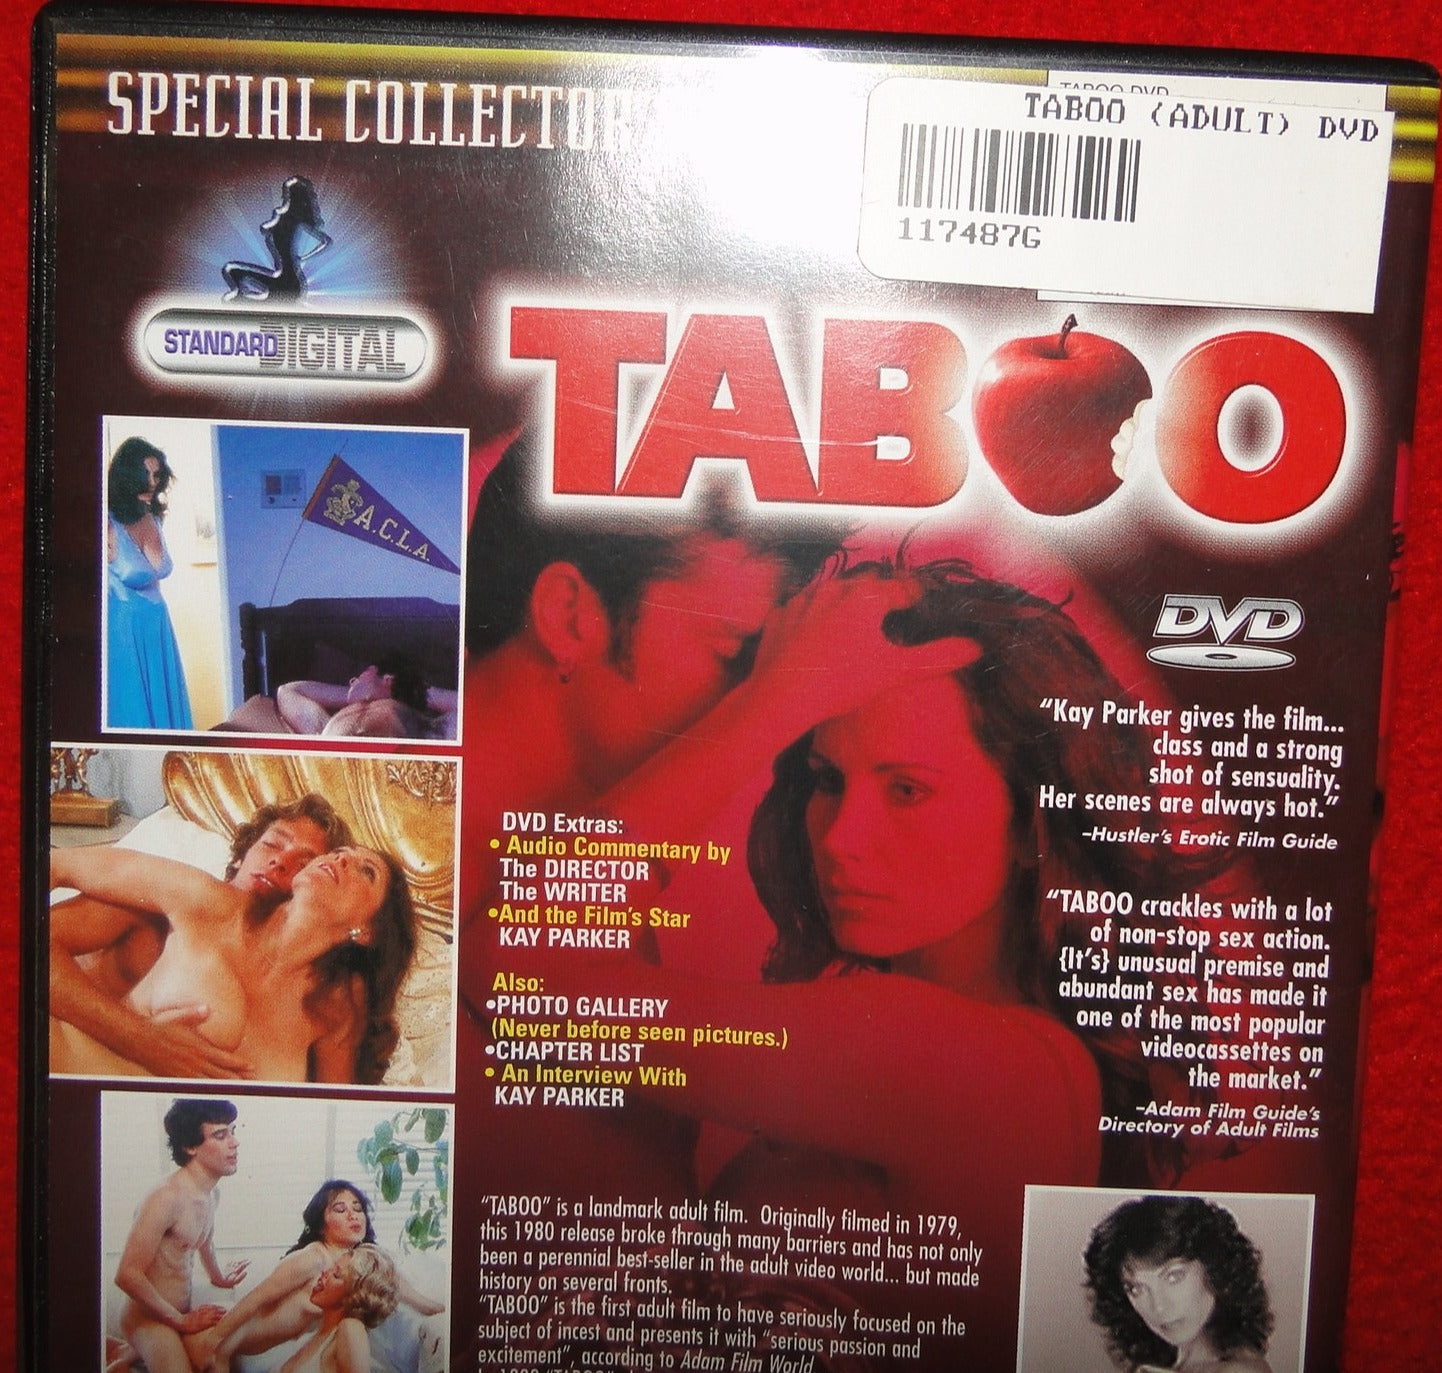 SPECIAL COLLECTOR
TABOO DVD
TABOO (ADULT) DVD
117487G
STANDARD DIGITAL
TABOO
A.C.L.A.
DVD
"Kay Parker gives the film...
class and a strong
shot of sensuality.
Her scenes are always hot."
–Hustler's Erotic Film Guide
DVD Extras:
• Audio Commentary by
The DIRECTOR
The WRITER
•And the Film's Star
KAY PARKER
Also:
•PHOTO GALLERY
(Never before seen pictures.)
•CHAPTER LIST
• An Interview With
KAY PARKER
"TABOO crackles with a lot
of non-stop sex action.
{It's} unusual premise and
abundant sex has made it
one of the most popular
videocassettes on
the market."
–Adam Film Guide's
Directory of Adult Films
"TABOO" is a landmark adult film. Originally filmed in 1979,
this 1980 release broke through many barriers and has not only
been a perennial best-seller in the adult video world... but made
history on several fronts.
"TABOO" is the first adult film to have seriously focused on the
subject of incest and presents it with "serious passion and
excitement", according to Adam Film World.